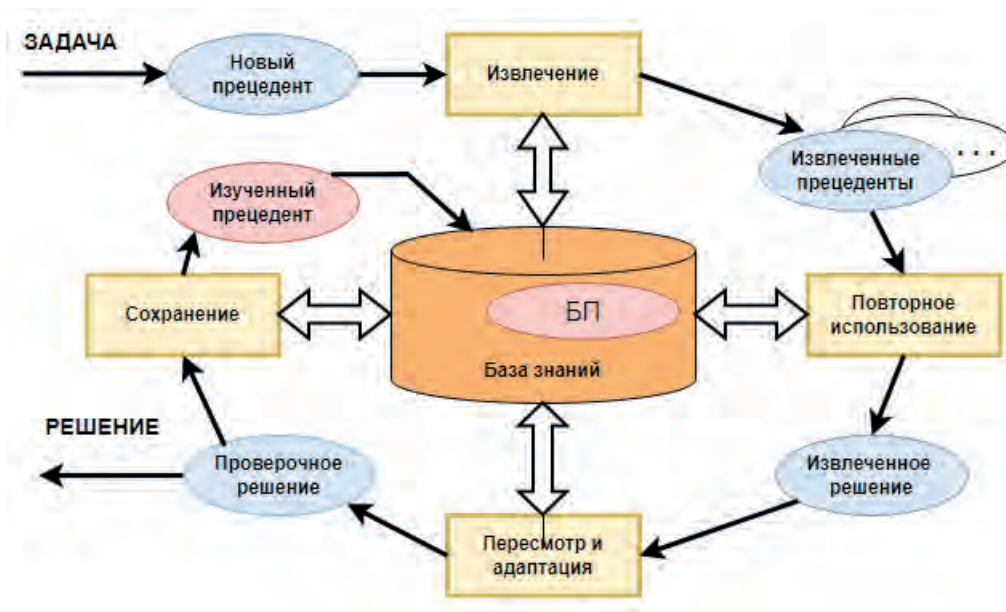 ЗАДАЧА
Новый
прецедент
Извлечение
Извлеченные
прецеденты
. . .
Изученный
прецедент
Сохранение
БП
База знаний
Повторное
использование
РЕШЕНИЕ
Проверочное
решение
Извлеченное
решение
Пересмотр и
адаптация